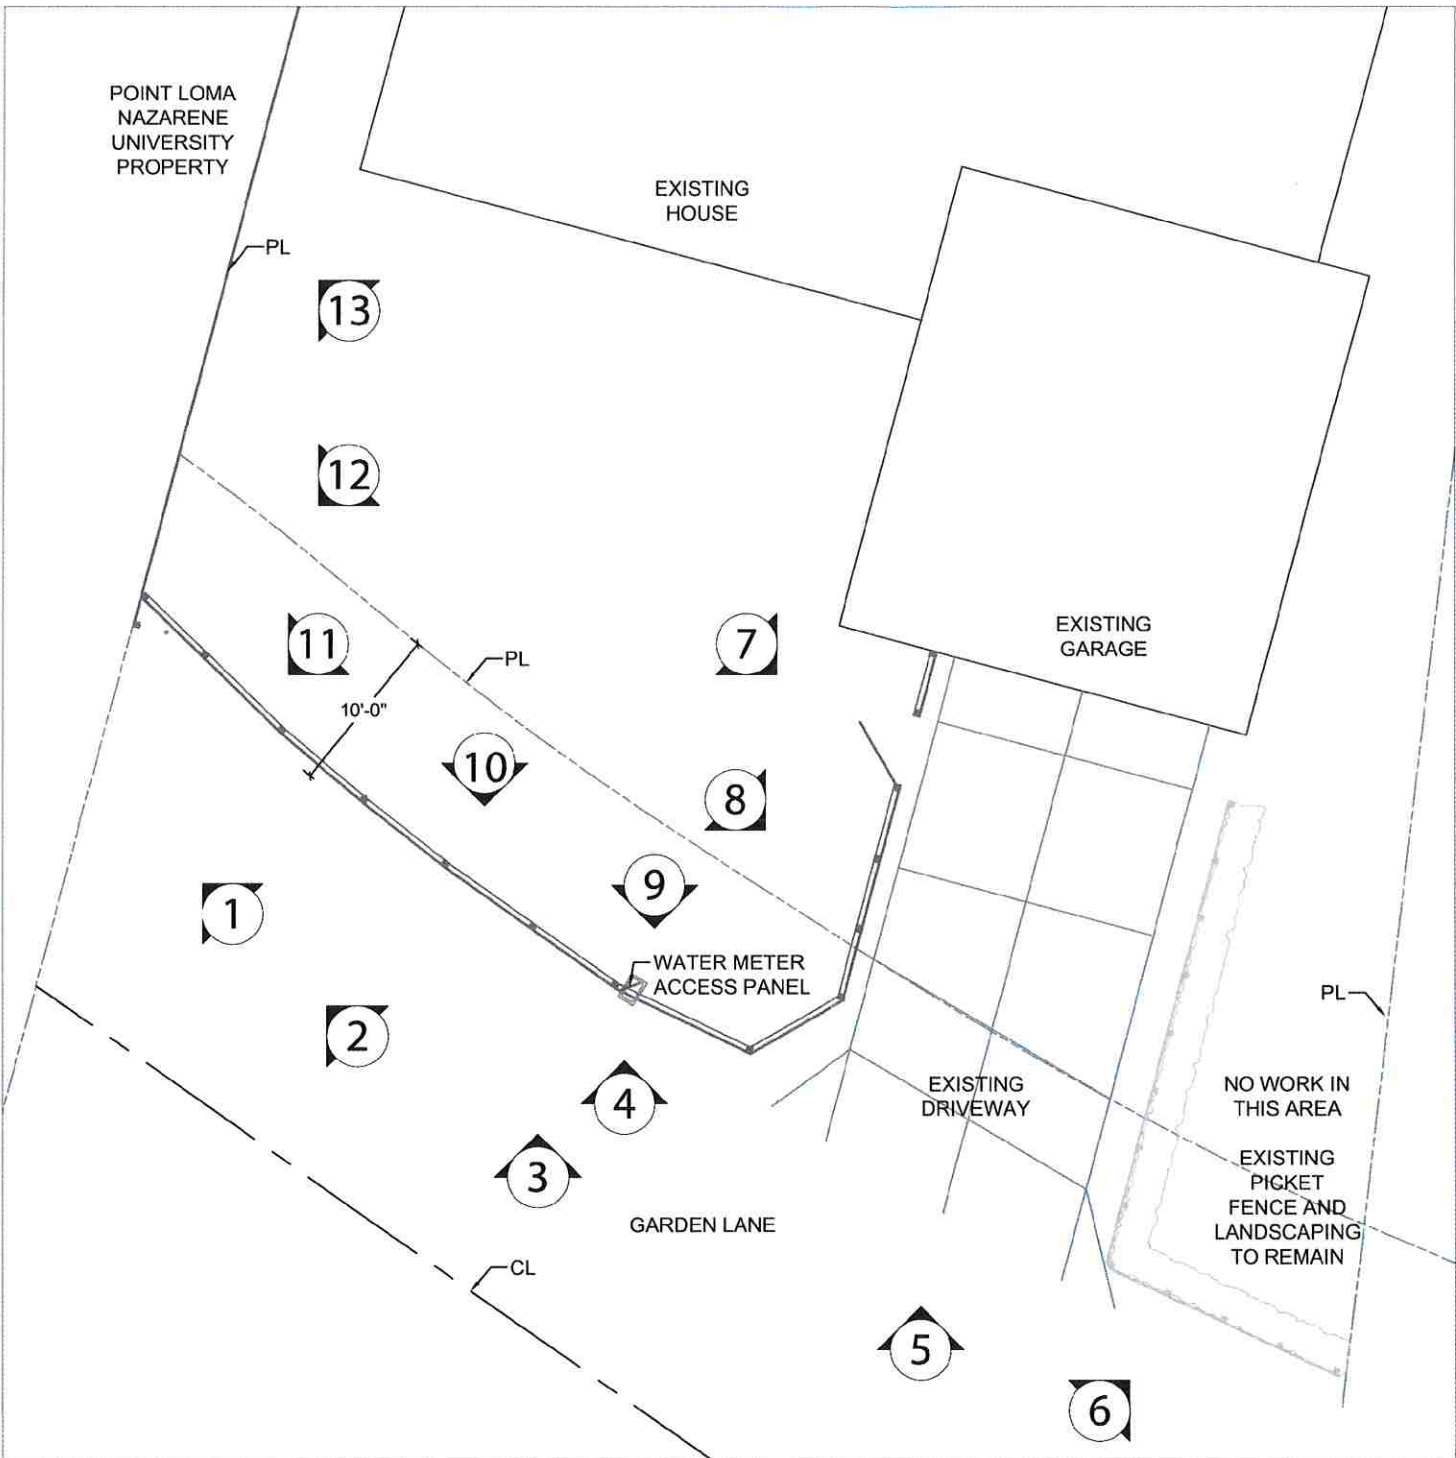 POINT LOMA
NAZARENE
UNIVERSITY
PROPERTY
EXISTING
HOUSE
PL
13
12
11
7
EXISTING
GARAGE
PL
10'-0"
10
8
9
1
WATER METER
ACCESS PANEL
PL
2
4
EXISTING
DRIVEWAY
NO WORK IN
THIS AREA
3
EXISTING
PICKET
FENCE AND
LANDSCAPING
TO REMAIN
GARDEN LANE
CL
5
6